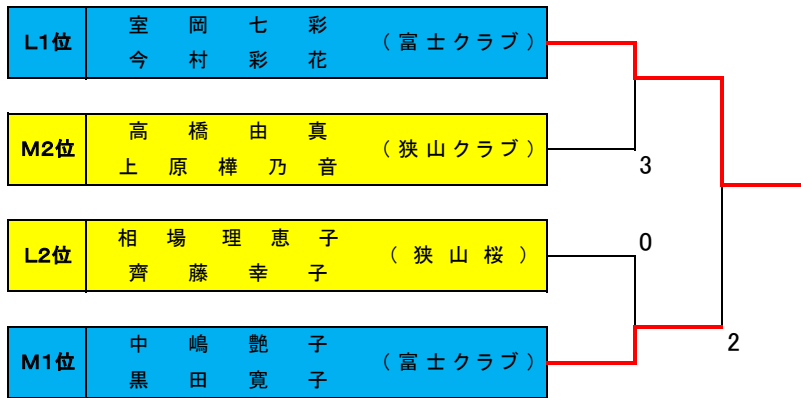 L1位 室岡七彩 (富士クラブ)
今村彩花
M2位 高橋由真 (狭山クラブ)
上原樺乃音
3
L2位 相場理恵子 (狭山桜)
齊藤幸子
0
M1位 中嶋艶子 (富士クラブ)
黒田寛子
2